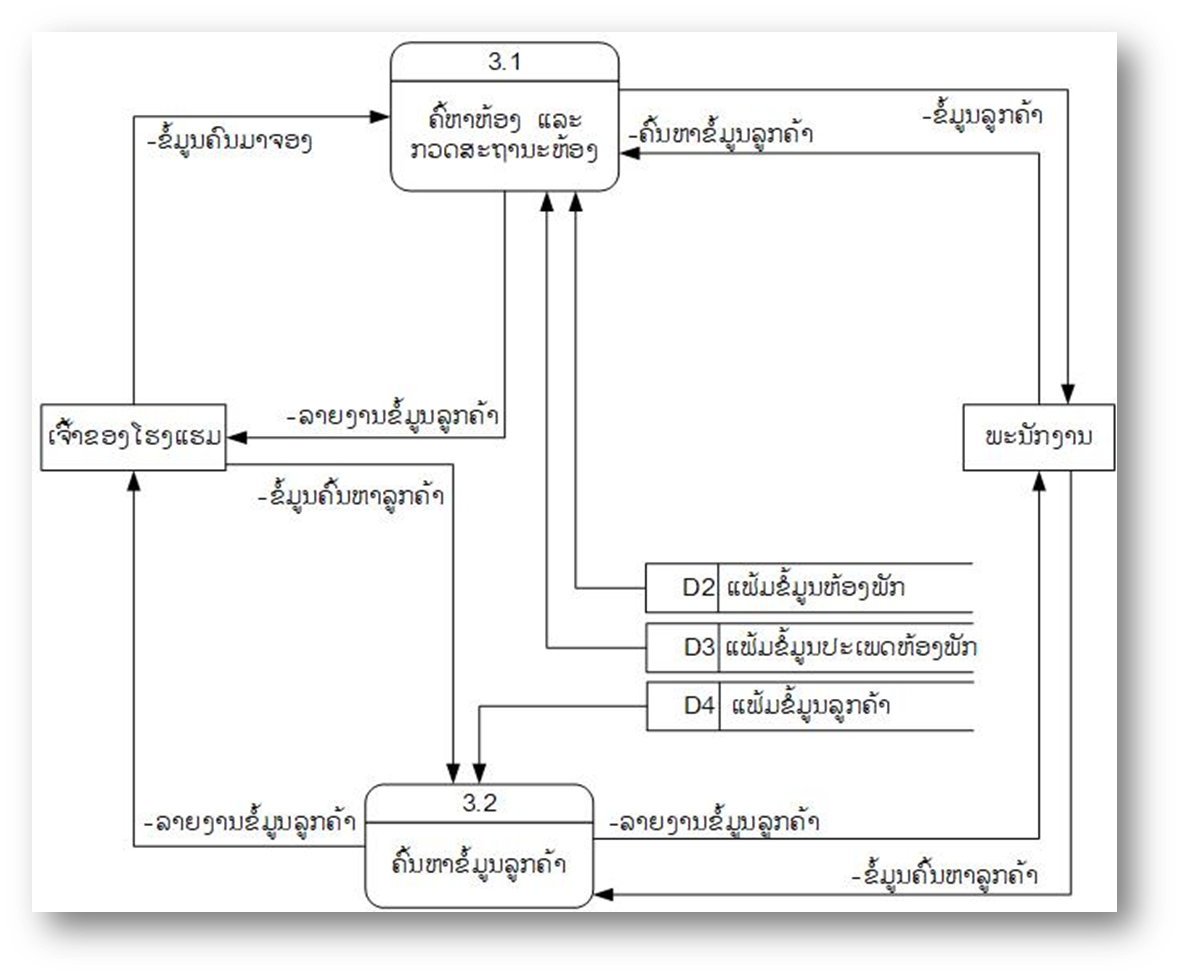 3.1
ຄົ້ຫາຫ້ອງ ແລະ
ກວດສະຖານະຫ້ອງ
-ຂໍ້ມູນລູກຄ້າ
-ຄົ້ນຫາຂໍ້ມູນລູກຄ້າ
-ຂໍ້ມູນຄົນມາຈອງ
-ລາຍງານຂໍ້ມູນລູກຄ້າ
ເຈົ້າຂອງໂຮງແຮມ
ພະນັກງານ
-ຂໍ້ມູນຄົ້ນຫາລູກຄ້າ
D2 ແຟ້ມຂໍ້ມູນຫ້ອງພັກ
D3 ແຟ້ມຂໍ້ມູນປະເພດຫ້ອງພັກ
D4 ແຟ້ມຂໍ້ມູນລູກຄ້າ
3.2
-ລາຍງານຂໍ້ມູນລູກຄ້າ
-ລາຍງານຂໍ້ມູນລູກຄ້າ
ຄົ້ນຫາຂໍ້ມູນລູກຄ້າ
-ຂໍ້ມູນຄົ້ນຫາລູກຄ້າ